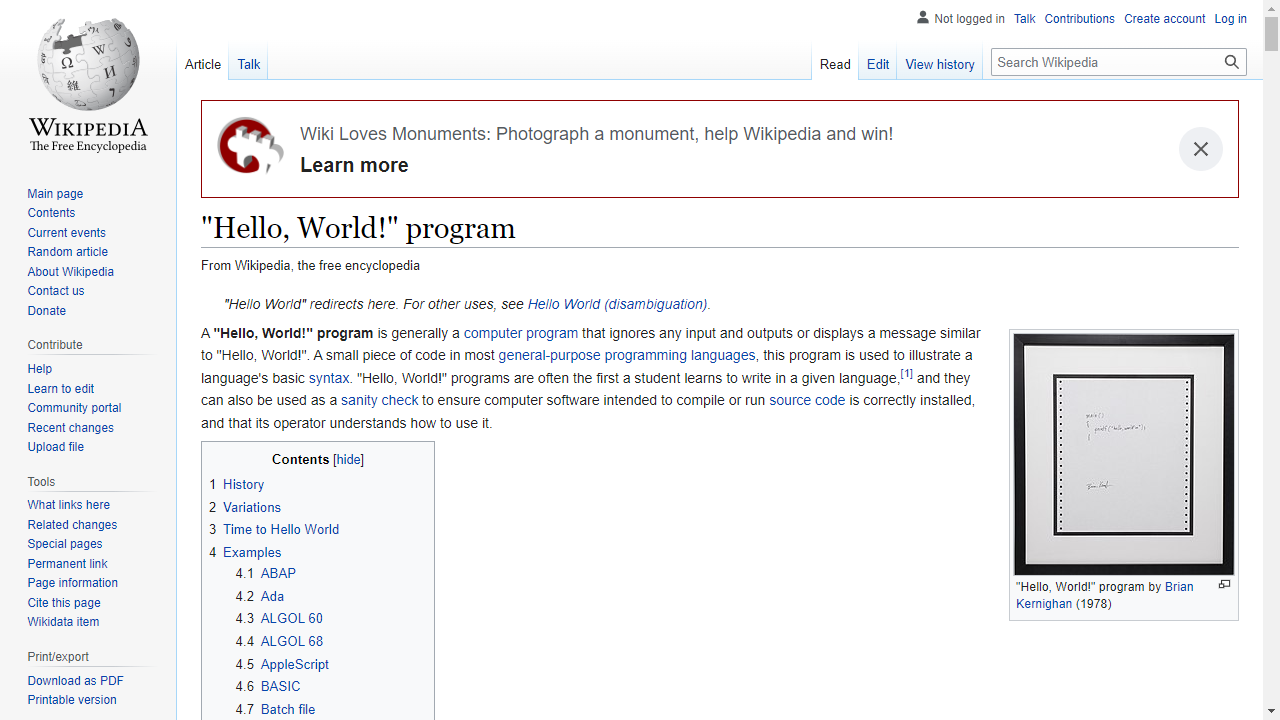 Not logged in Talk Contributions Create account Log in
Article Talk Read Edit View history Search Wikipedia
WIKIPEDIA
The Free Encyclopedia
Main page
Contents
Current events
Random article
About Wikipedia
Contact us
Donate
Contribute
Help
Learn to edit
Community portal
Recent changes
Upload file
Tools
What links here
Related changes
Special pages
Permanent link
Page information
Cite this page
Wikidata item
Print/export
Download as PDF
Printable version
Wiki Loves Monuments: Photograph a monument, help Wikipedia and win!
Learn more
"Hello, World!" program
From Wikipedia, the free encyclopedia
"Hello World" redirects here. For other uses, see Hello World (disambiguation).
A "Hello, World!" program is generally a computer program that ignores any input and outputs or displays a message similar
to "Hello, World!". A small piece of code in most general-purpose programming languages, this program is used to illustrate a
language's basic syntax. "Hello, World!" programs are often the first a student learns to write in a given language,[1] and they
can also be used as a sanity check to ensure computer software intended to compile or run source code is correctly installed,
and that its operator understands how to use it.
Contents [hide]
1 History
2 Variations
3 Time to Hello World
4 Examples
4.1 ABAP
4.2 Ada
4.3 ALGOL 60
4.4 ALGOL 68
4.5 AppleScript
4.6 BASIC
4.7 Batch file
main()
{
"Hello, World!" program by Brian
Kernighan (1978)